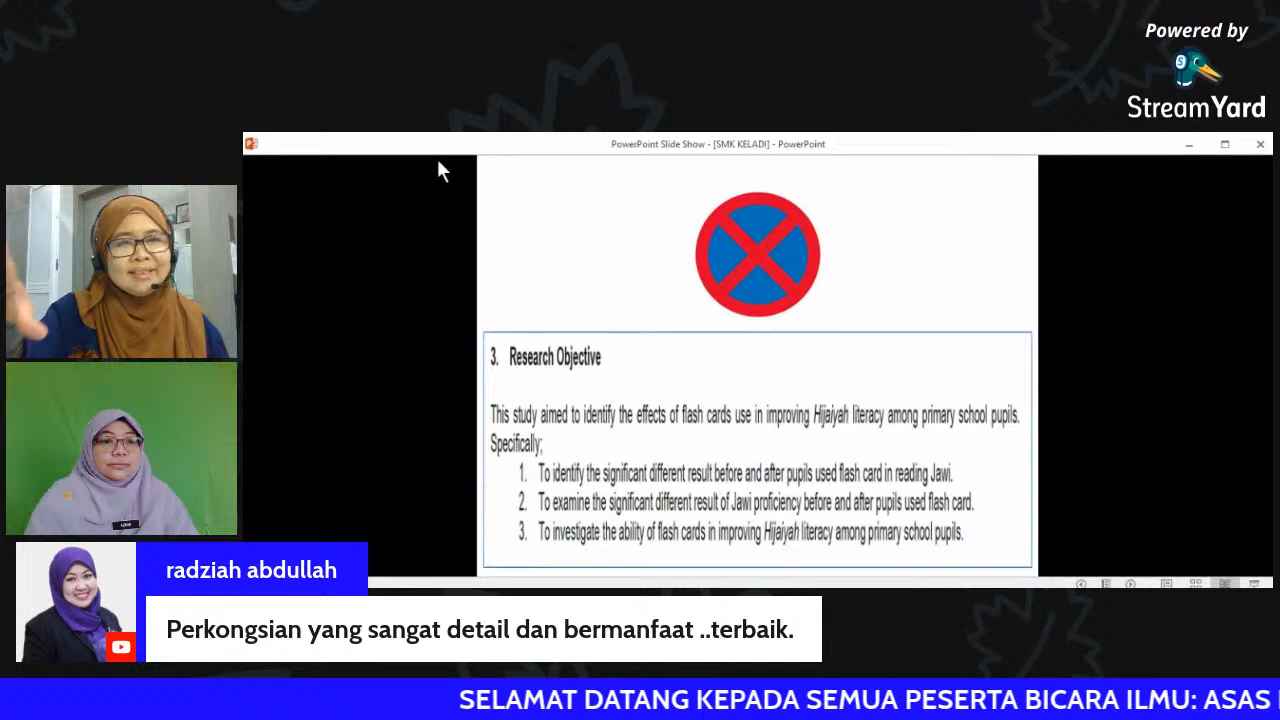 Powered by
StreamYard
PowerPoint Slide Show - [SMK KELADI] - PowerPoint
3. Research Objective
This study aimed to identify the effects of flash cards use in improving Hijaiyah literacy among primary school pupils.
Specifically;
1. To identify the significant different result before and after pupils used flash card in reading Jawi.
2. To examine the significant different result of Jawi proficiency before and after pupils used flash card.
3. To investigate the ability of flash cards in improving Hijaiyah literacy among primary school pupils.
radziah abdullah
Perkongsian yang sangat detail dan bermanfaat ..terbaik.
SELAMAT DATANG KEPADA SEMUA PESERTA BICARA ILMU: ASAS